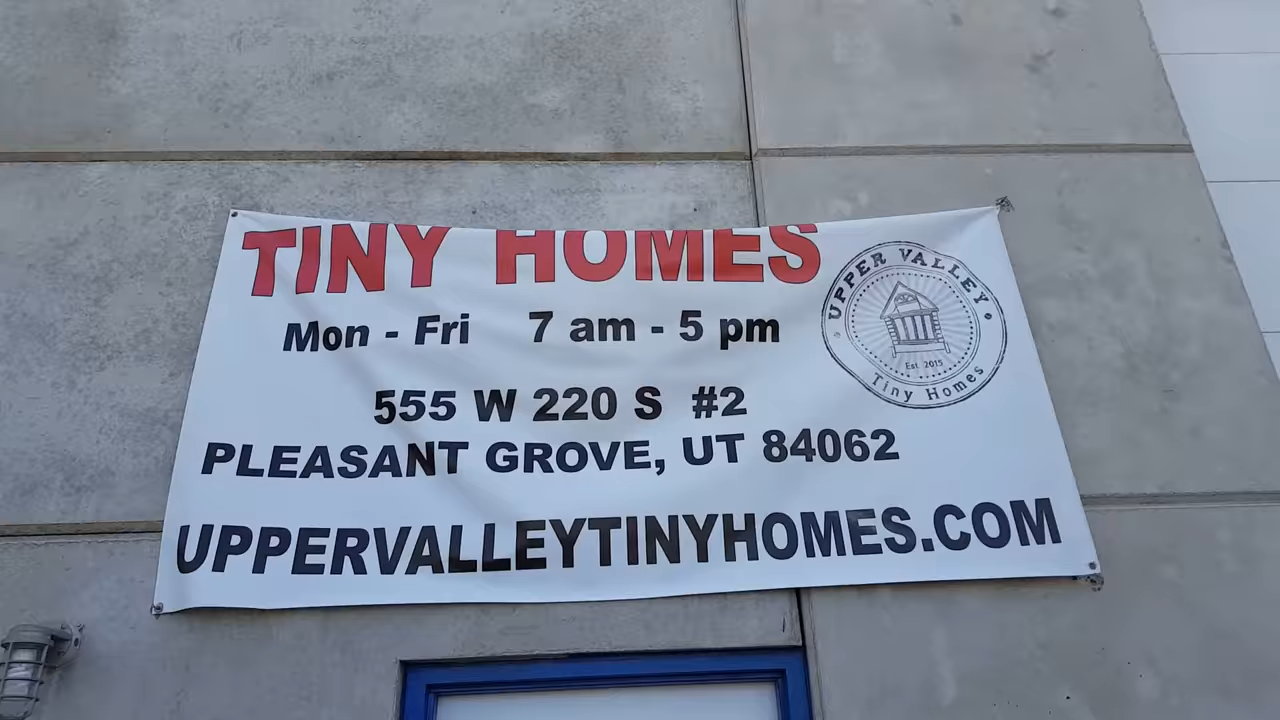 TINY HOMES
Mon - Fri 7 am - 5 pm
555 W 220 S #2
PLEASANT GROVE, UT 84062
UPPERVALLEYTINYHOMES.COM
UPPER VALLEY
Est. 2015
Tiny Homes